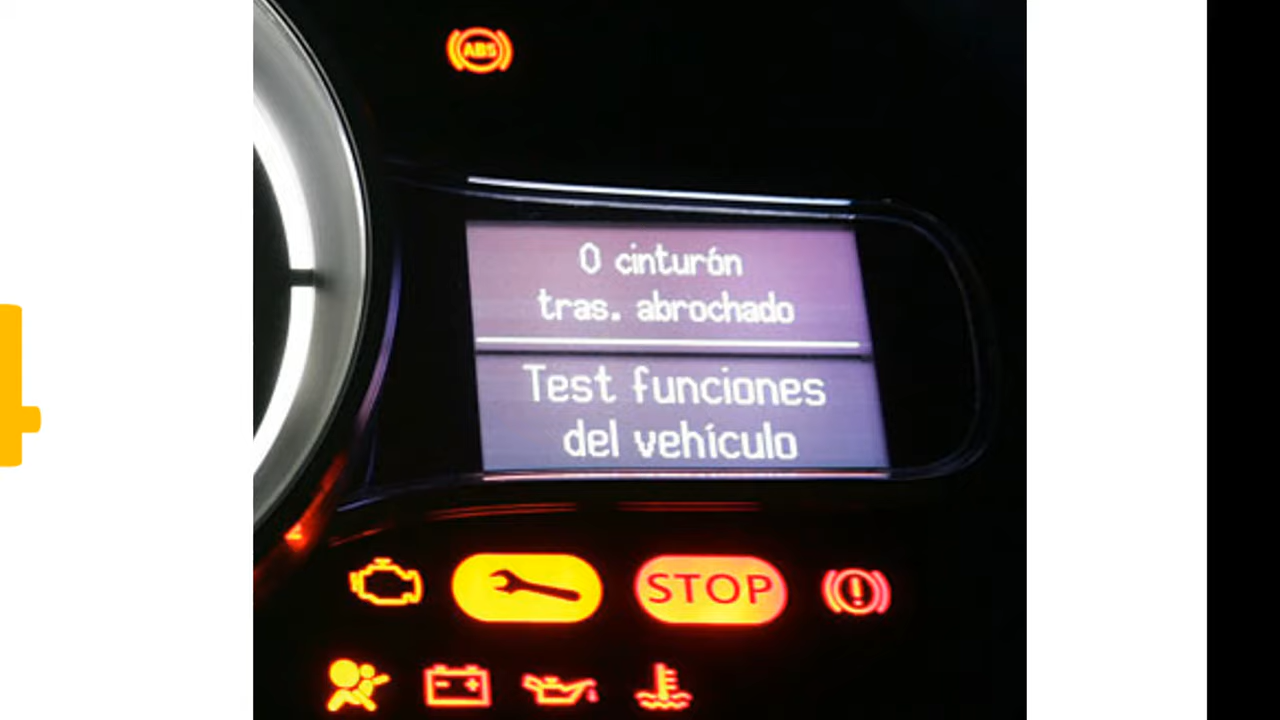 ABS
0 cinturón
tras. abrochado
Test funciones
del vehículo
STOP